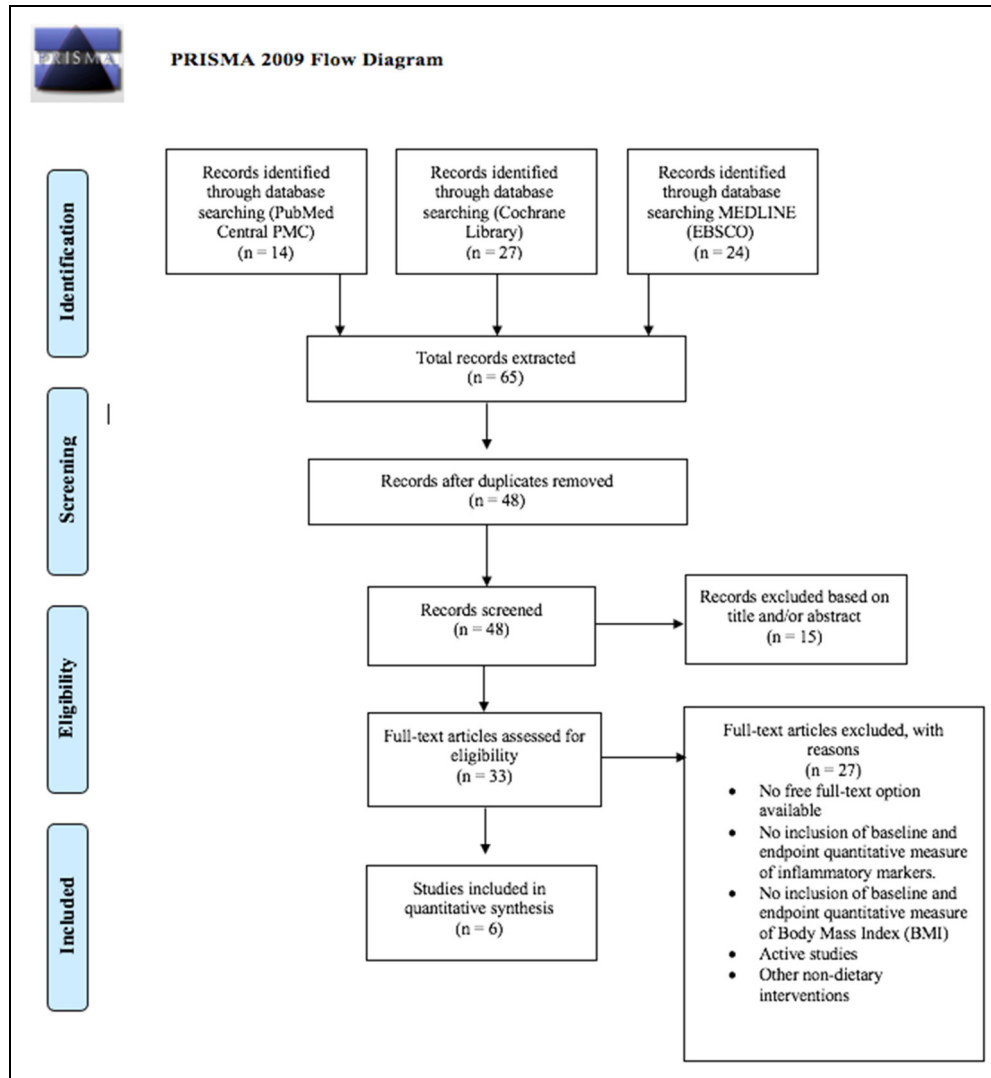 PRISMA
PRISMA 2009 Flow Diagram
Identification
Records identified
through database
searching (PubMed
Central PMC)
(n = 14)
Records identified
through database
searching (Cochrane
Library)
(n = 27)
Records identified
through database
searching MEDLINE
(EBSCO)
(n = 24)
Total records extracted
(n = 65)
Screening
Records after duplicates removed
(n = 48)
Records screened
(n = 48)
Records excluded based on
title and/or abstract
(n = 15)
Eligibility
Full-text articles assessed for
eligibility
(n = 33)
Full-text articles excluded, with
reasons
(n = 27)
• No free full-text option
available
• No inclusion of baseline and
endpoint quantitative measure
of inflammatory markers.
• No inclusion of baseline and
endpoint quantitative measure
of Body Mass Index (BMI)
• Active studies
• Other non-dietary
interventions
Included
Studies included in
quantitative synthesis
(n = 6)